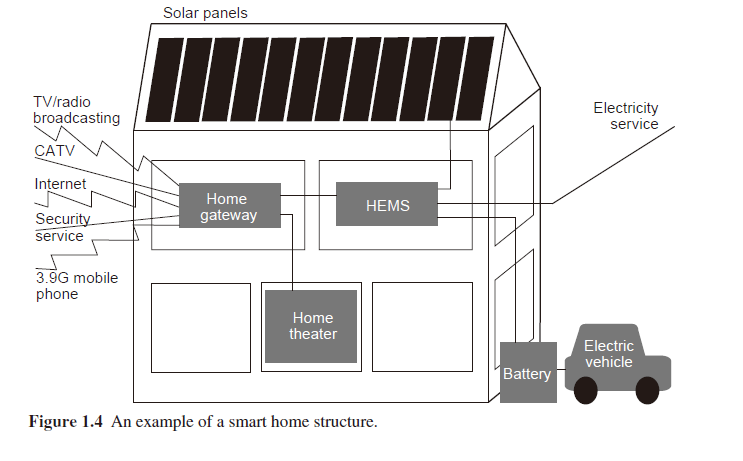 Solar panels
TV/radio
broadcasting
CATV
Internet
Security
service
3.9G mobile
phone
Home
gateway
HEMS
Electricity
service
Home
theater
Battery
Electric
vehicle
Figure 1.4 An example of a smart home structure.